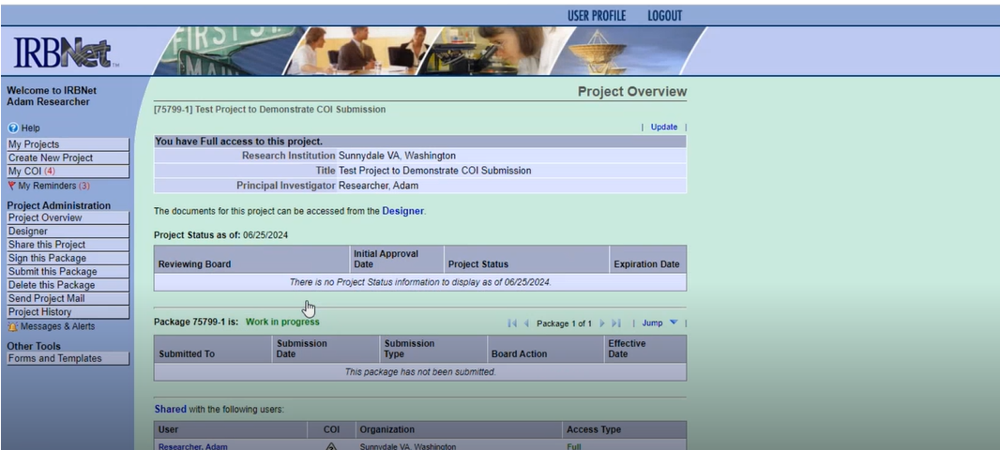 USER PROFILE LOGOUT
FIRST ST.
MAIN
IRBNet™
Welcome to IRBNet
Adam Researcher
Help
My Projects
Create New Project
My COI (4)
My Reminders (3)
Project Administration
Project Overview
Designer
Share this Project
Sign this Package
Submit this Package
Delete this Package
Send Project Mail
Project History
Messages & Alerts
Other Tools
Forms and Templates
Project Overview
[75799-1] Test Project to Demonstrate COI Submission
| Update |
You have Full access to this project.
Research Institution Sunnydale VA, Washington
Title Test Project to Demonstrate COI Submission
Principal Investigator Researcher, Adam
The documents for this project can be accessed from the Designer.
Project Status as of: 06/25/2024
Reviewing Board Initial Approval Date Project Status Expiration Date
There is no Project Status information to display as of 06/25/2024.
Package 75799-1 is: Work in progress Package 1 of 1 | Jump |
Submitted To Submission Date Submission Type Board Action Effective Date
This package has not been submitted.
Shared with the following users:
User COI Organization Access Type
Researcher, Adam Sunnydale VA, Washington Full